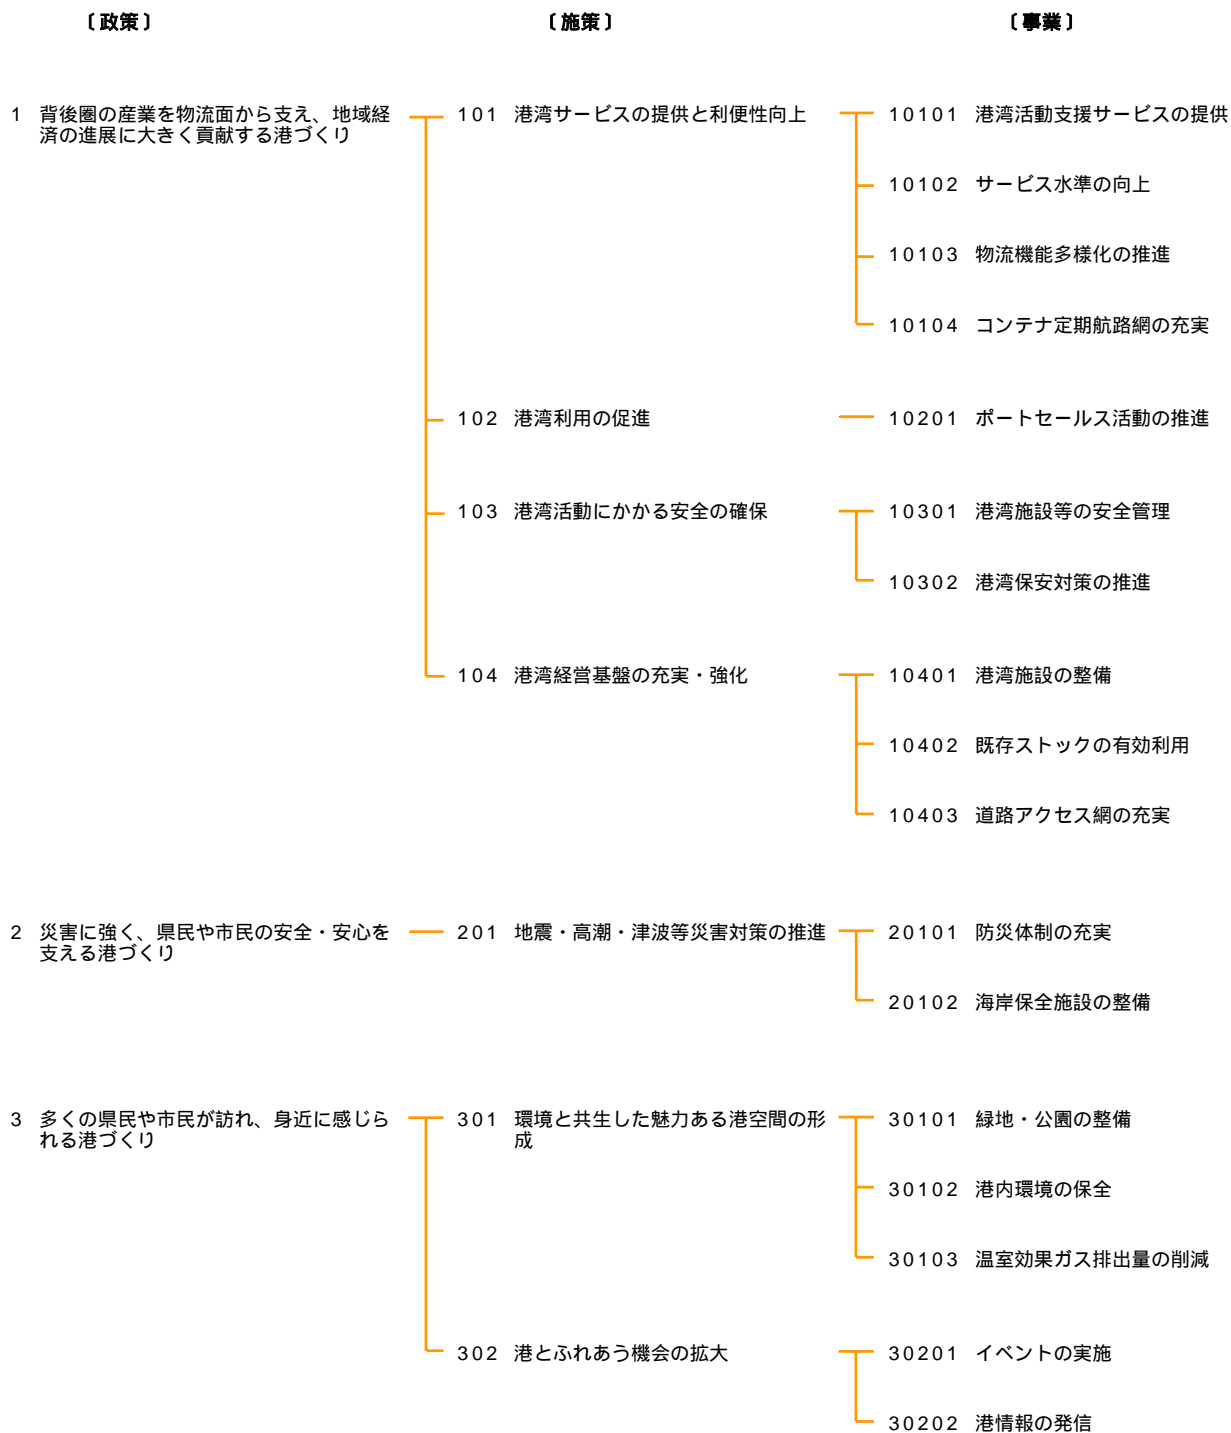 〔政策〕 〔施策〕 〔事業〕
1 背後圏の産業を物流面から支え、地域経 101 港湾サービスの提供と利便性向上 10101 港湾活動支援サービスの提供
済の進展に大きく貢献する港づくり
10102 サービス水準の向上
10103 物流機能多様化の推進
10104 コンテナ定期航路網の充実
102 港湾利用の促進 10201 ポートセールス活動の推進
103 港湾活動にかかる安全の確保 10301 港湾施設等の安全管理
10302 港湾保安対策の推進
104 港湾経営基盤の充実・強化 10401 港湾施設の整備
10402 既存ストックの有効利用
10403 道路アクセス網の充実
2 災害に強く、県民や市民の安全・安心を 201 地震・高潮・津波等災害対策の推進 20101 防災体制の充実
支える港づくり
20102 海岸保全施設の整備
3 多くの県民や市民が訪れ、身近に感じら 301 環境と共生した魅力ある港空間の形 30101 緑地・公園の整備
れる港づくり 成
30102 港内環境の保全
30103 温室効果ガス排出量の削減
302 港とふれあう機会の拡大 30201 イベントの実施
30202 港情報の発信